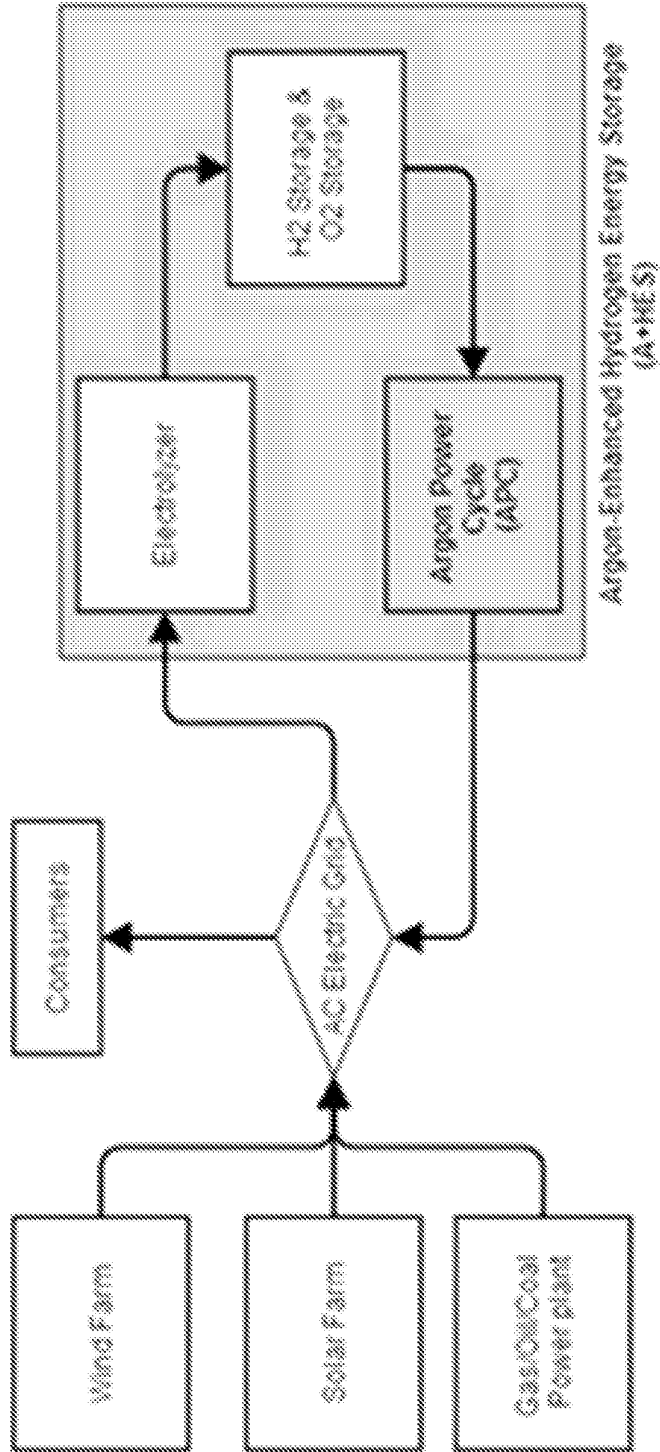 Wind Farm
Solar Farm
Gas/Oil/Coal
Power plant
Consumers
AC Electric Grid
Electrolyzer
H2 Storage &
O2 Storage
Argon Power
Cycle
(APC)
Argon-Enhanced Hydrogen Energy Storage
(A+HES)